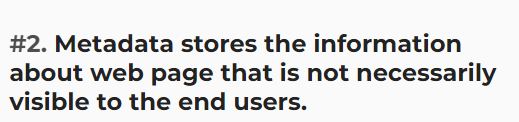 #2. Metadata stores the information
about web page that is not necessarily
visible to the end users.